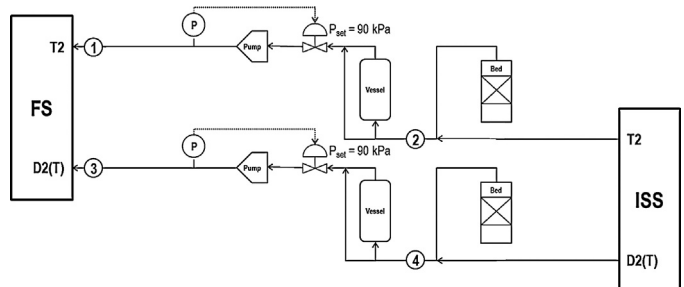 P
Pset = 90 kPa
T2
1
Pump
Bed
Vessel
FS
2
T2
P
Pset = 90 kPa
D2(T)
3
Pump
Bed
Vessel
ISS
4
D2(T)